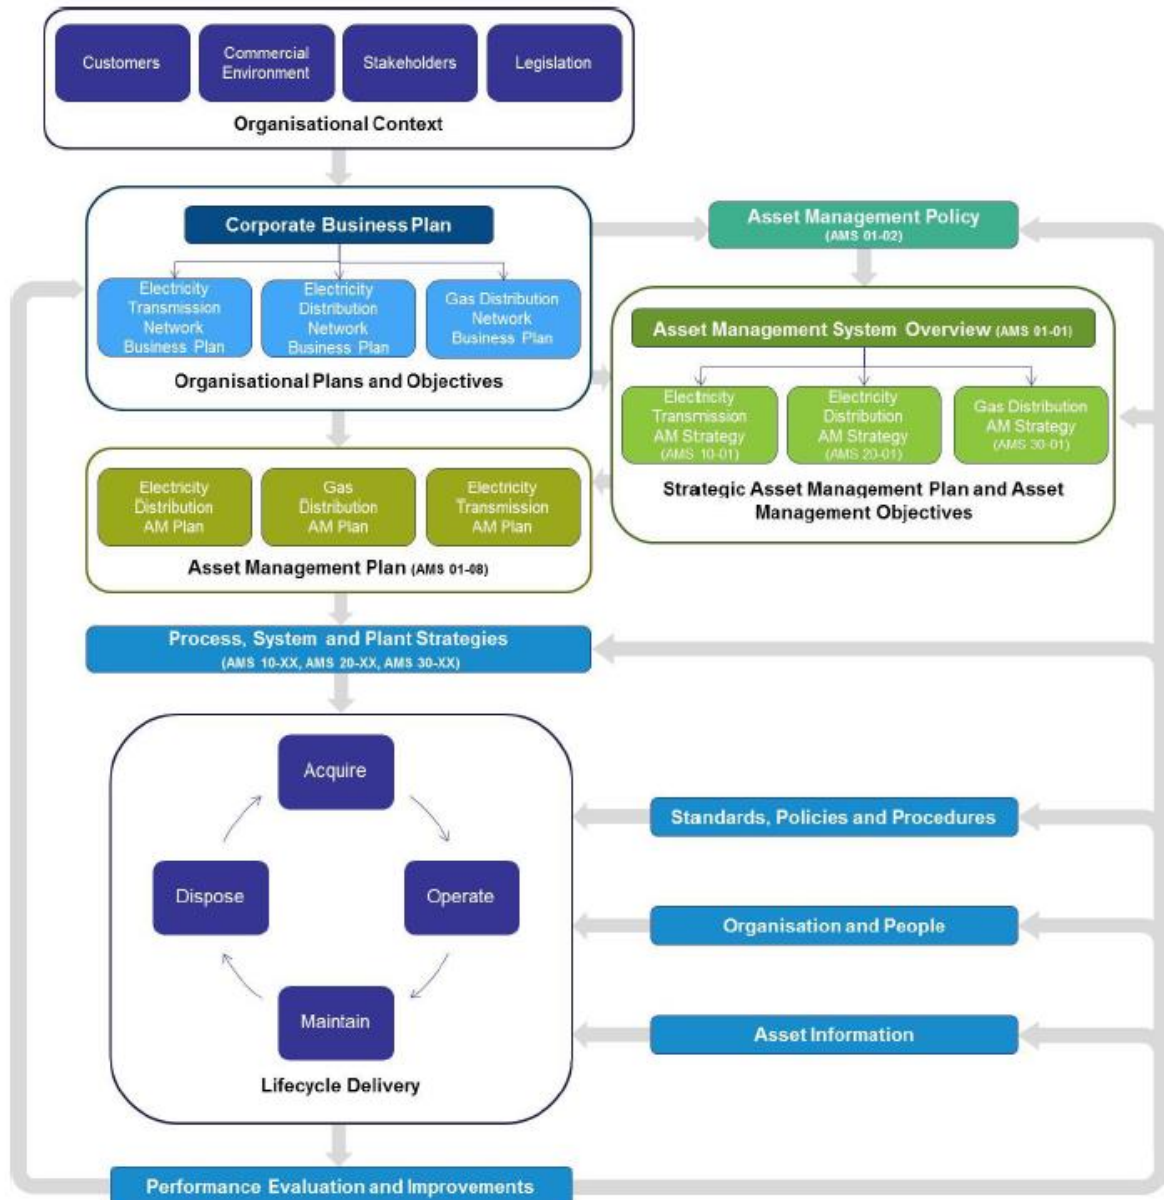 Customers
Commercial
Environment
Stakeholders
Legislation
Organisational Context
Corporate Business Plan
Electricity
Transmission
Network
Business Plan
Electricity
Distribution
Network
Business Plan
Gas Distribution
Network
Business Plan
Organisational Plans and Objectives
Asset Management Policy
(AMS 01-02)
Asset Management System Overview (AMS 01-01)
Electricity
Transmission
AM Strategy
(AMS 10-01)
Electricity
Distribution
AM Strategy
(AMS 20-01)
Gas Distribution
AM Strategy
(AMS 30-01)
Strategic Asset Management Plan and Asset
Management Objectives
Electricity
Distribution
AM Plan
Gas
Distribution
AM Plan
Electricity
Transmission
AM Plan
Asset Management Plan (AMS 01-08)
Process, System and Plant Strategies
(AMS 10-XX, AMS 20-XX, AMS 30-XX)
Acquire
Dispose
Operate
Maintain
Lifecycle Delivery
Standards, Policies and Procedures
Organisation and People
Asset Information
Performance Evaluation and Improvements